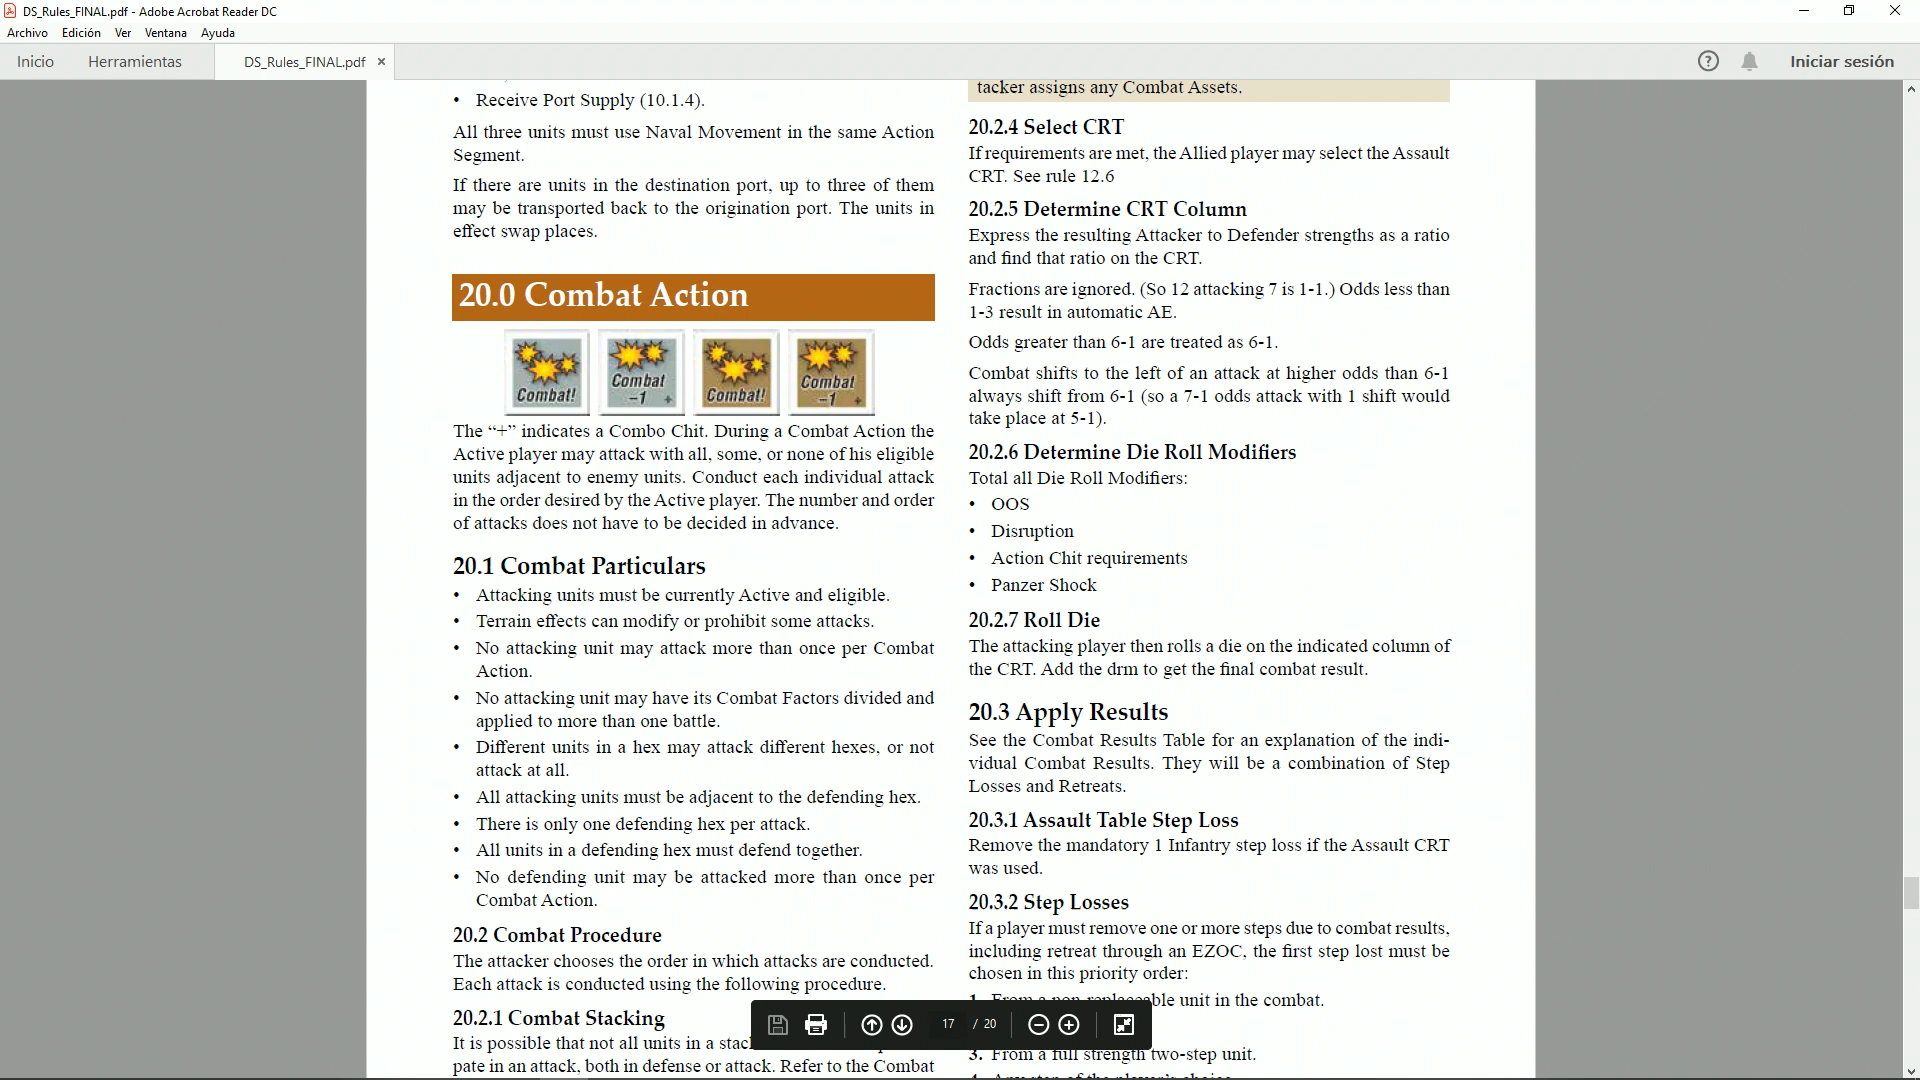 DS_Rules_FINAL.pdf - Adobe Acrobat Reader DC
Archivo Edición Ver Ventana Ayuda
Inicio Herramientas DS_Rules_FINAL.pdf × Iniciar sesión
• Receive Port Supply (10.1.4).
All three units must use Naval Movement in the same Action
Segment.
If there are units in the destination port, up to three of them
may be transported back to the origination port. The units in
effect swap places.
20.0 Combat Action
Combat! Combat -1 + Combat! Combat -1 +
The “+” indicates a Combo Chit. During a Combat Action the
Active player may attack with all, some, or none of his eligible
units adjacent to enemy units. Conduct each individual attack
in the order desired by the Active player. The number and order
of attacks does not have to be decided in advance.
20.1 Combat Particulars
• Attacking units must be currently Active and eligible.
• Terrain effects can modify or prohibit some attacks.
• No attacking unit may attack more than once per Combat
Action.
• No attacking unit may have its Combat Factors divided and
applied to more than one battle.
• Different units in a hex may attack different hexes, or not
attack at all.
• All attacking units must be adjacent to the defending hex.
• There is only one defending hex per attack.
• All units in a defending hex must defend together.
• No defending unit may be attacked more than once per
Combat Action.
20.2 Combat Procedure
The attacker chooses the order in which attacks are conducted.
Each attack is conducted using the following procedure.
20.2.1 Combat Stacking
It is possible that not all units in a stac
pate in an attack, both in defense or attack. Refer to the Combat
tacker assigns any Combat Assets.
20.2.4 Select CRT
If requirements are met, the Allied player may select the Assault
CRT. See rule 12.6
20.2.5 Determine CRT Column
Express the resulting Attacker to Defender strengths as a ratio
and find that ratio on the CRT.
Fractions are ignored. (So 12 attacking 7 is 1-1.) Odds less than
1-3 result in automatic AE.
Odds greater than 6-1 are treated as 6-1.
Combat shifts to the left of an attack at higher odds than 6-1
always shift from 6-1 (so a 7-1 odds attack with 1 shift would
take place at 5-1).
20.2.6 Determine Die Roll Modifiers
Total all Die Roll Modifiers:
• OOS
• Disruption
• Action Chit requirements
• Panzer Shock
20.2.7 Roll Die
The attacking player then rolls a die on the indicated column of
the CRT. Add the drm to get the final combat result.
20.3 Apply Results
See the Combat Results Table for an explanation of the indi-
vidual Combat Results. They will be a combination of Step
Losses and Retreats.
20.3.1 Assault Table Step Loss
Remove the mandatory 1 Infantry step loss if the Assault CRT
was used.
20.3.2 Step Losses
If a player must remove one or more steps due to combat results,
including retreat through an EZOC, the first step lost must be
chosen in this priority order:
1. From a non-replaceable unit in the combat.
3. From a full strength two-step unit.
17 / 20